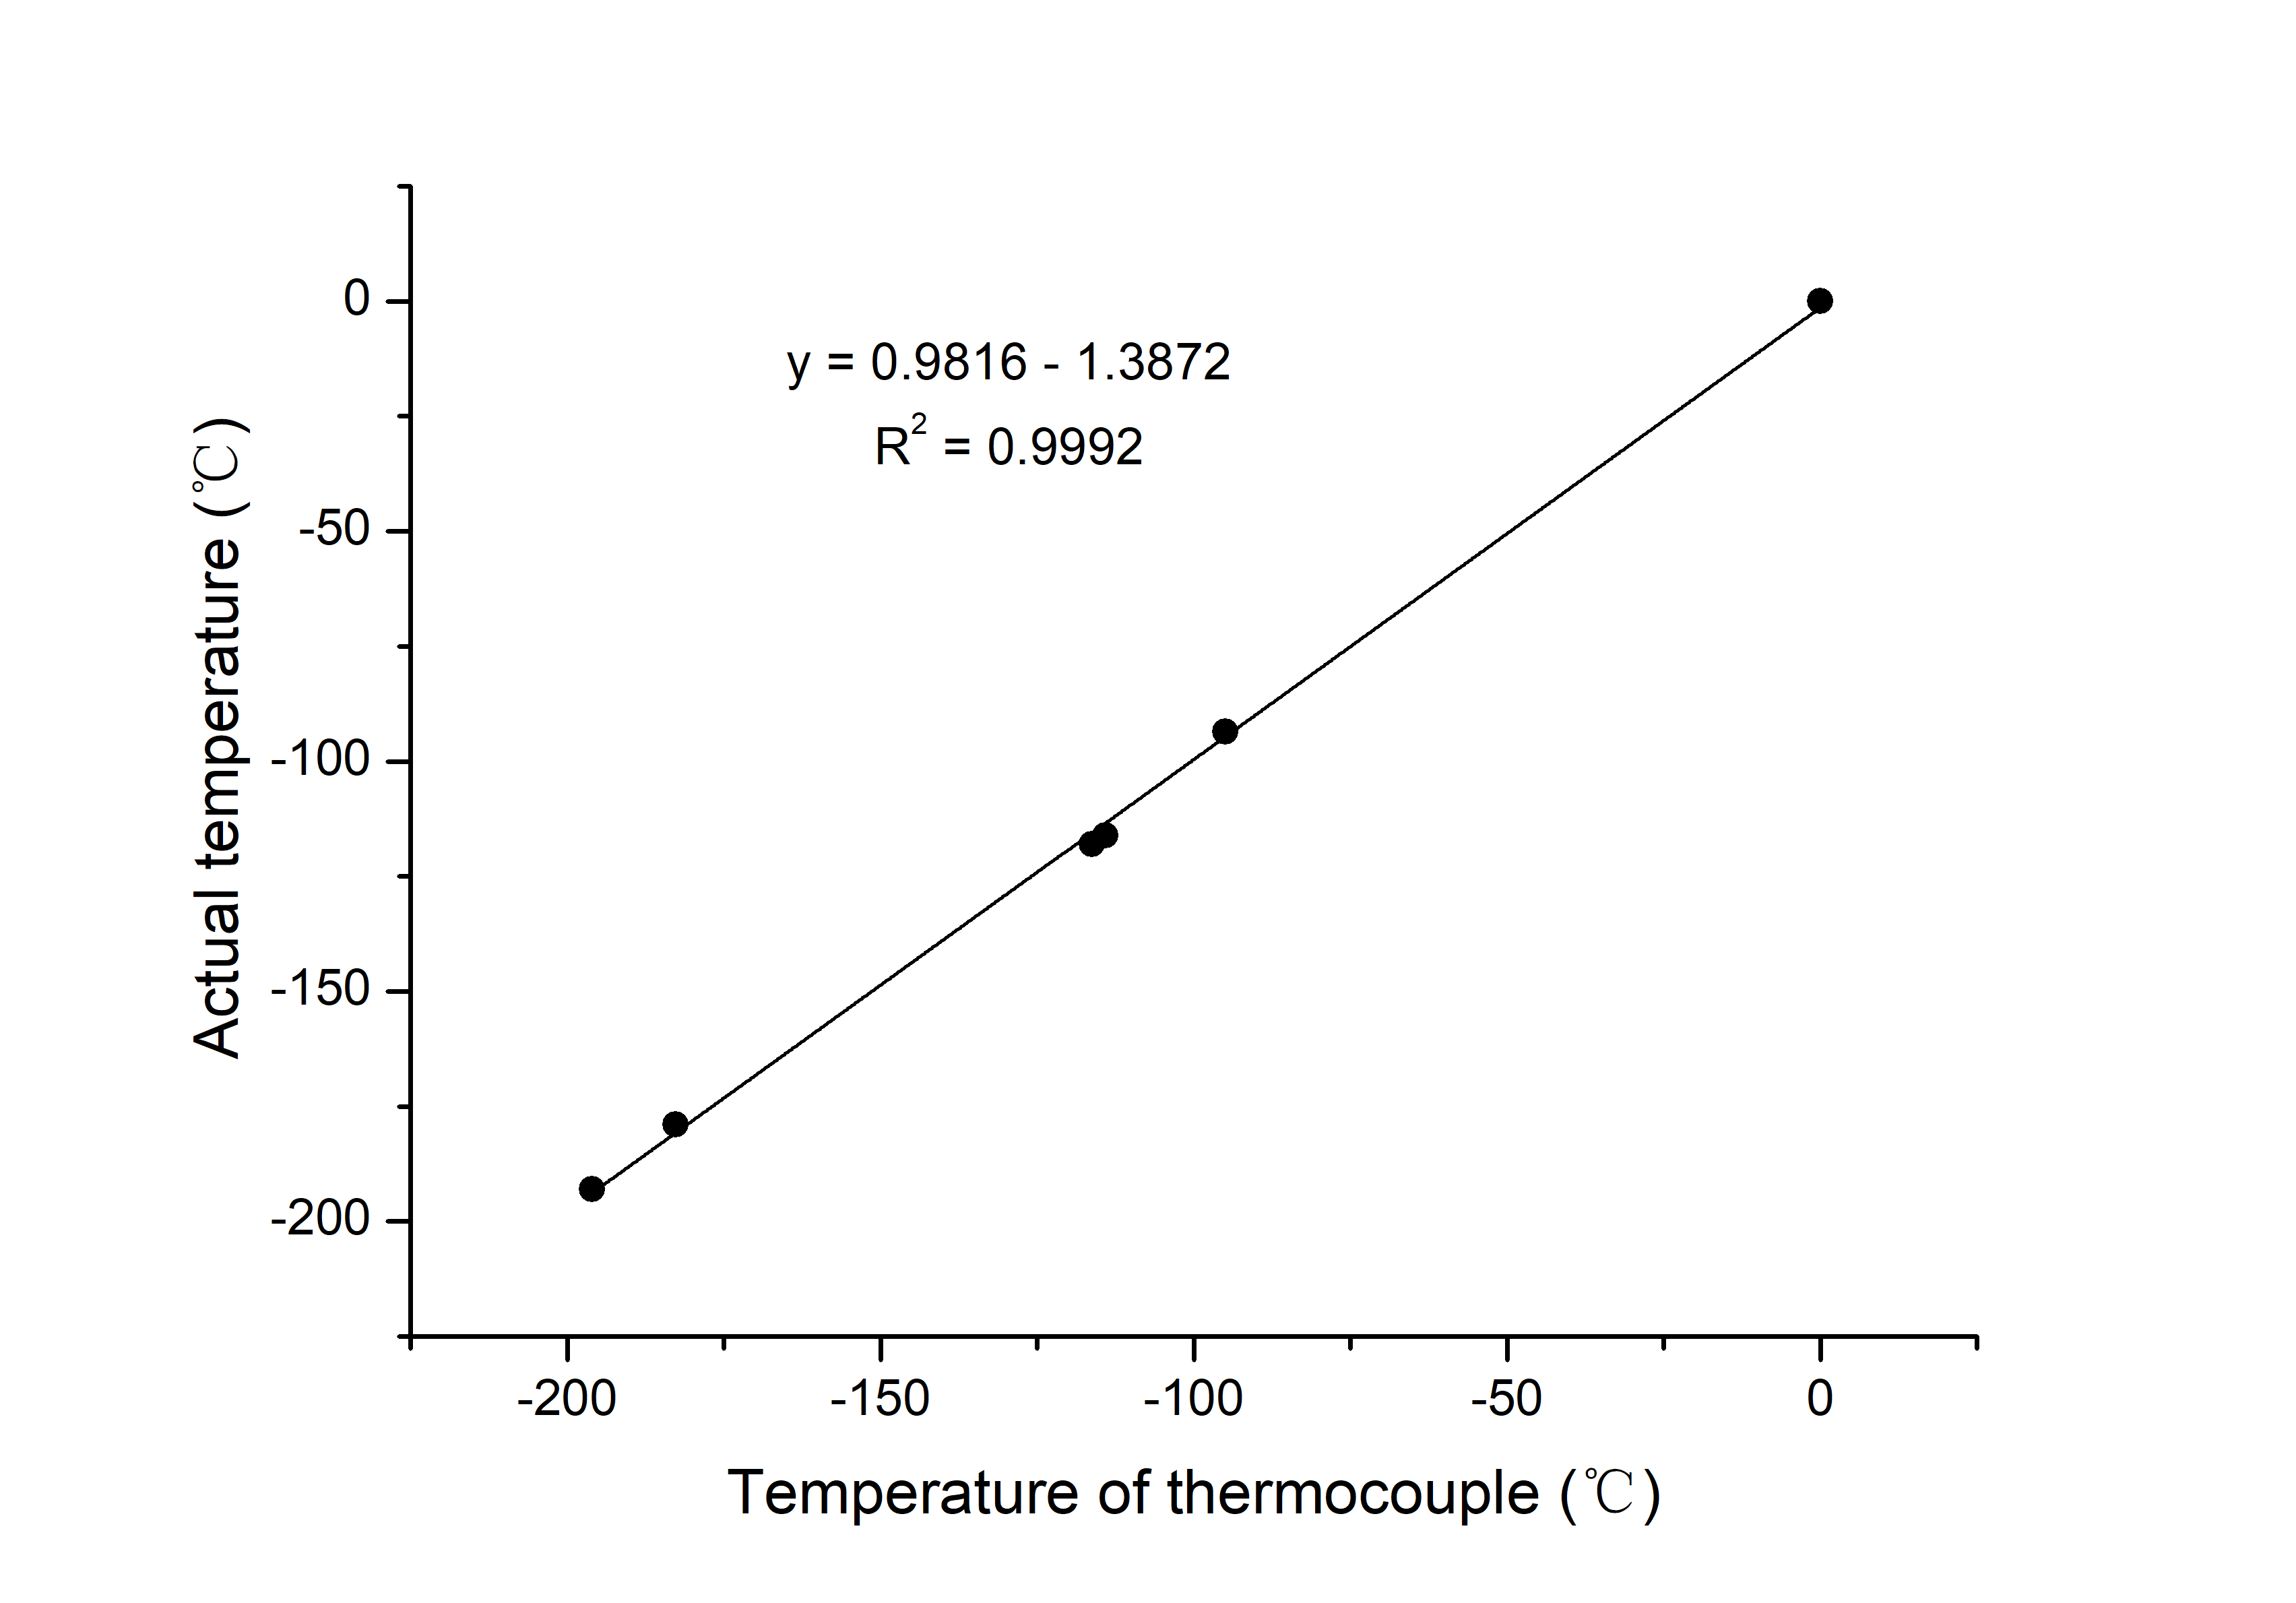 y = 0.9816 - 1.3872
R² = 0.9992
Actual temperature (℃)
0
-50
-100
-150
-200
-200 -150 -100 -50 0
Temperature of thermocouple (℃)